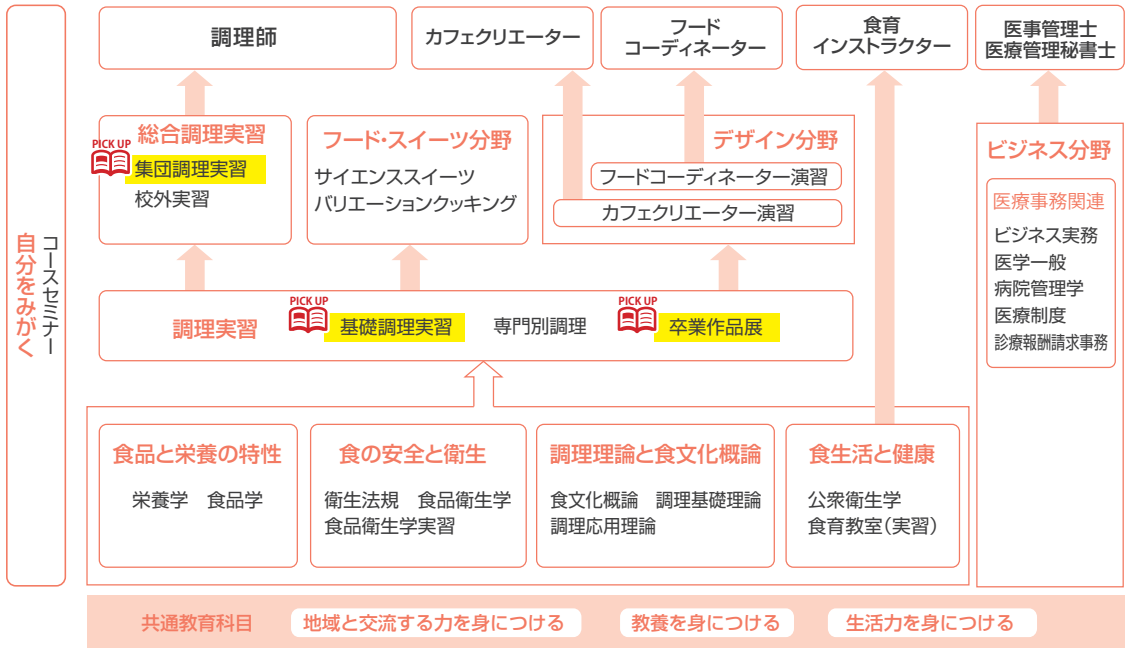 調理師
カフェクリエーター
フード
コーディネーター
食育
インストラクター
医事管理士
医療管理秘書士
総合調理実習
PICK UP
集団調理実習
校外実習
フード・スイーツ分野
サイエンススイーツ
バリエーションクッキング
デザイン分野
フードコーディネーター演習
カフェクリエーター演習
ビジネス分野
医療事務関連
ビジネス実務
医学一般
病院管理学
医療制度
診療報酬請求事務
コースセミナー
自分をみがく
調理実習
PICK UP
基礎調理実習
専門別調理
PICK UP
卒業作品展
食品と栄養の特性
栄養学　食品学
食の安全と衛生
衛生法規　食品衛生学
食品衛生学実習
調理理論と食文化概論
食文化概論　調理基礎理論
調理応用理論
食生活と健康
公衆衛生学
食育教室（実習）
共通教育科目
地域と交流する力を身につける
教養を身につける
生活力を身につける